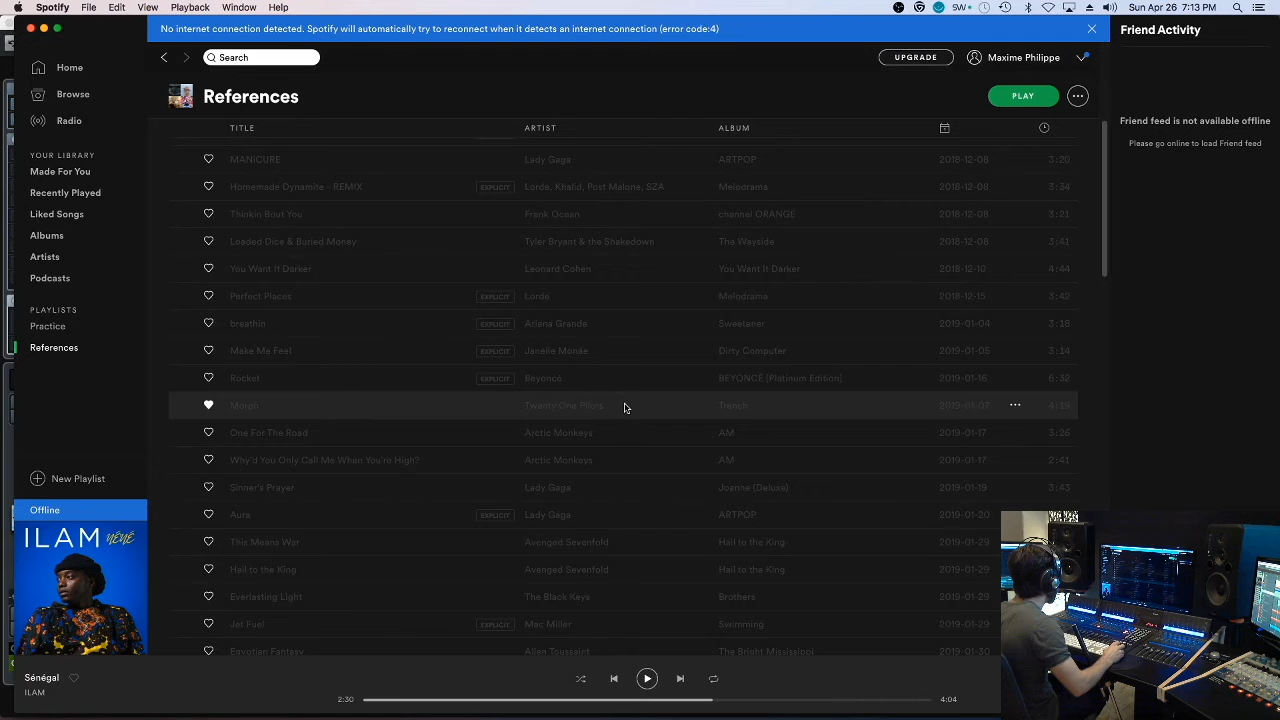 Spotify File Edit View Playback Window Help SW Sun Apr 26 7:13 PM
No internet connection detected. Spotify will automatically try to reconnect when it detects an internet connection (error code:4)
Friend Activity
Search UPGRADE Maxime Philippe
Home
Browse
Radio
References PLAY
Friend feed is not available offline
Please go online to load Friend feed
TITLE ARTIST ALBUM
YOUR LIBRARY
Made For You
Recently Played
Liked Songs
Albums
Artists
Podcasts
PLAYLISTS
Practice
References
MANiCURE Lady Gaga ARTPOP 2018-12-08 3:20
Homemade Dynamite - REMIX EXPLICIT Lorde, Khalid, Post Malone, SZA Melodrama 2018-12-08 3:34
Thinkin Bout You Frank Ocean channel ORANGE 2018-12-08 3:21
Loaded Dice & Buried Money Tyler Bryant & the Shakedown The Wayside 2018-12-08 3:41
You Want It Darker Leonard Cohen You Want It Darker 2018-12-10 4:44
Perfect Places EXPLICIT Lorde Melodrama 2018-12-15 3:42
breathin EXPLICIT Ariana Grande Sweetener 2019-01-04 3:18
Make Me Feel EXPLICIT Janelle Monáe Dirty Computer 2019-01-05 3:14
Rocket EXPLICIT Beyoncé BEYONCÉ [Platinum Edition] 2019-01-16 6:32
Morph Twenty One Pilots Trench 2019-01-07 4:19
One For The Road Arctic Monkeys AM 2019-01-17 3:26
Why'd You Only Call Me When You're High? Arctic Monkeys AM 2019-01-17 2:41
Sinner's Prayer Lady Gaga Joanne (Deluxe) 2019-01-19 3:43
Aura EXPLICIT Lady Gaga ARTPOP 2019-01-20
This Means War Avenged Sevenfold Hail to the King 2019-01-29
Hail to the King Avenged Sevenfold Hail to the King 2019-01-29
Everlasting Light The Black Keys Brothers 2019-01-29
Jet Fuel EXPLICIT Mac Miller Swimming 2019-01-29
Egyptian Fantasy Allen Toussaint The Bright Mississippi 2019-01-30
New Playlist
Offline
ILAM néné
Sénégal
ILAM
2:30 4:04